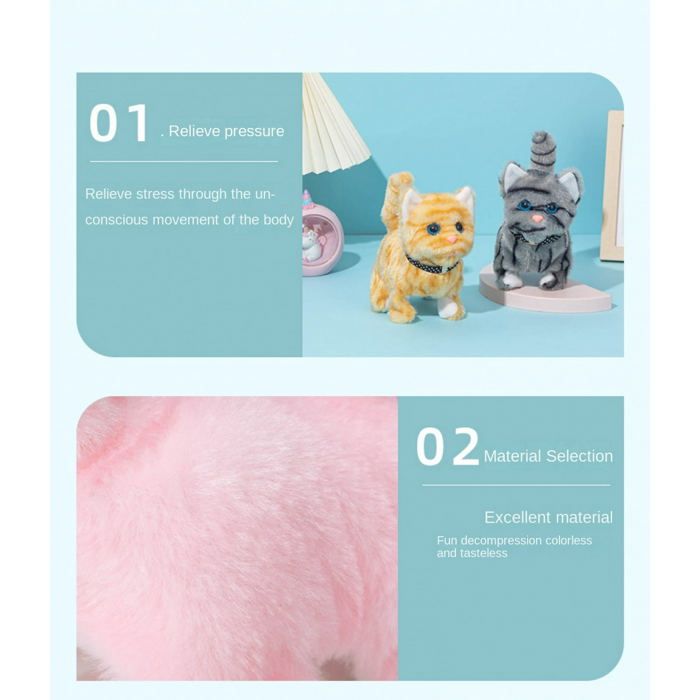 01 . Relieve pressure
Relieve stress through the un-
conscious movement of the body
02 Material Selection
Excellent material
Fun decompression colorless
and tasteless